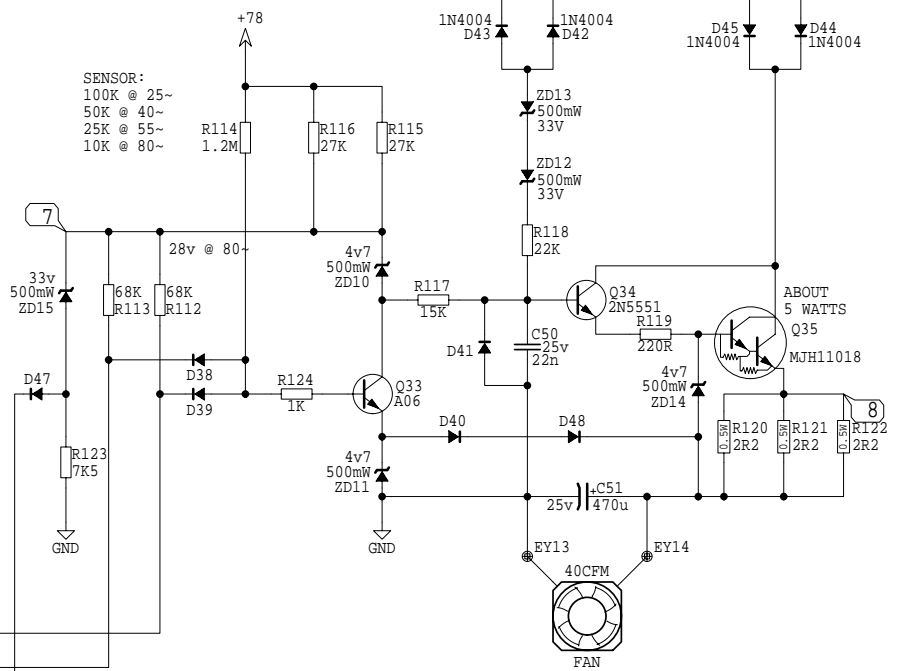 +78
1N4004
D43
1N4004
D42
D45
1N4004
D44
1N4004
SENSOR:
100K @ 25~
50K @ 40~
25K @ 55~
10K @ 80~
R114
1.2M
R116
27K
R115
27K
ZD13
500mW
33V
ZD12
500mW
33V
7
28v @ 80~
R118
22K
4v7
500mW
ZD10
33v
500mW
ZD15
68K
R113
68K
R112
R117
15K
Q34
2N5551
ABOUT
5 WATTS
Q35
MJH11018
R119
220R
C50
25v
22n
D41
D38
D39
D47
R124
1K
Q33
A06
4v7
500mW
ZD14
8
D40
D48
0.5W
R120
2R2
0.5W
R121
2R2
0.5W
R122
2R2
R123
7K5
4v7
500mW
ZD11
25v
+C51
470u
GND
GND
EY13
EY14
40CFM
FAN